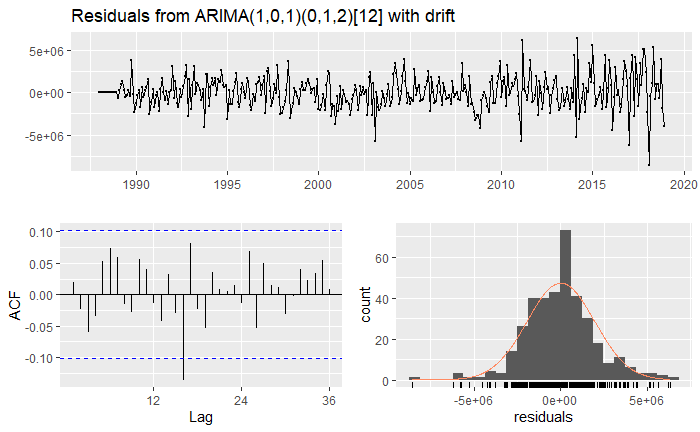 Residuals from ARIMA(1,0,1)(0,1,2)[12] with drift
5e+06
0e+00
-5e+06
1990 1995 2000 2005 2010 2015 2020
ACF
0.10
0.05
0.00
-0.05
-0.10
12 24 36
Lag
count
60
40
20
0
-5e+06 0e+00 5e+06
residuals